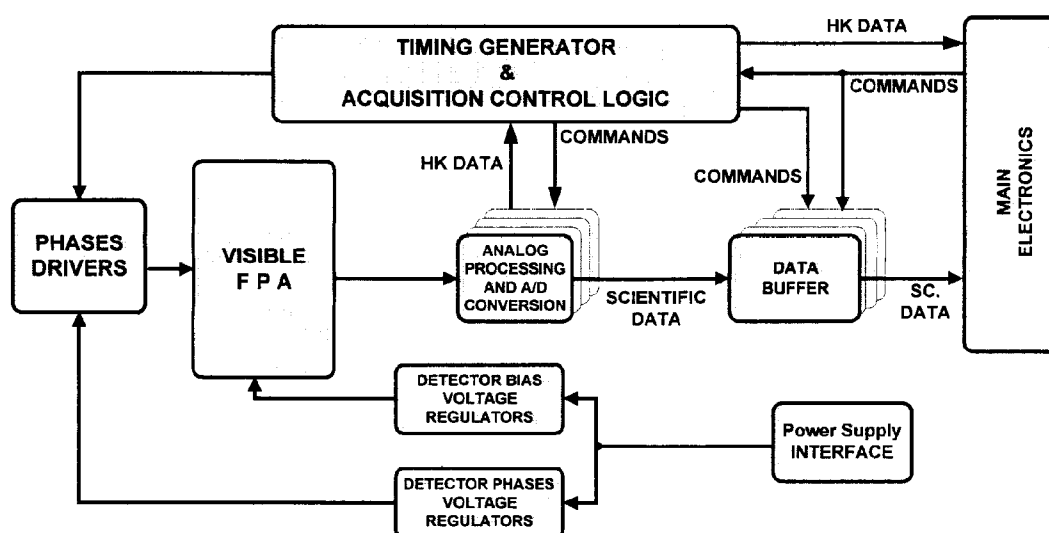 TIMING GENERATOR
&
ACQUISITION CONTROL LOGIC
HK DATA
COMMANDS
MAIN
ELECTRONICS
HK DATA
COMMANDS
COMMANDS
PHASES
DRIVERS
VISIBLE
F P A
ANALOG
PROCESSING
AND A/D
CONVERSION
SCIENTIFIC
DATA
DATA
BUFFER
SC.
DATA
DETECTOR BIAS
VOLTAGE
REGULATORS
Power Supply
INTERFACE
DETECTOR PHASES
VOLTAGE
REGULATORS